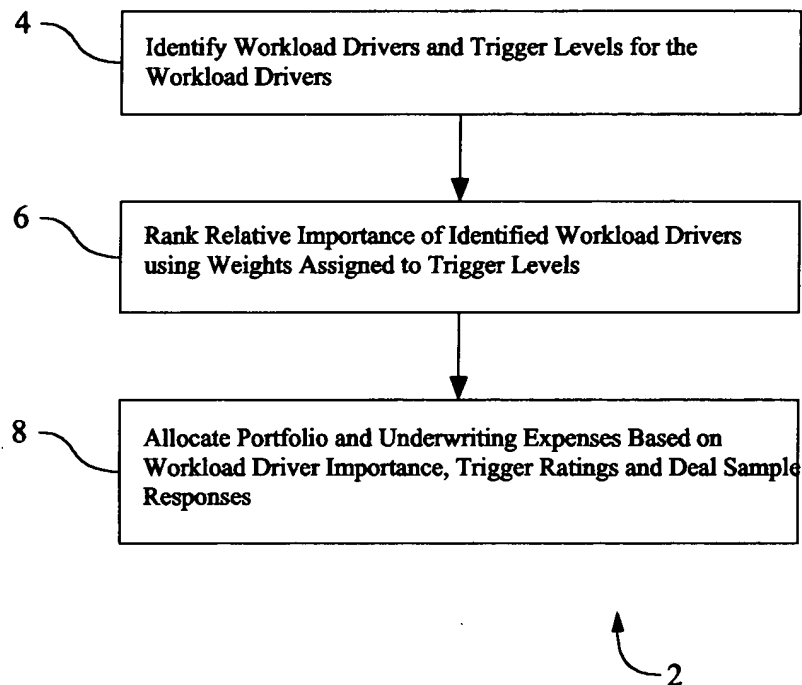 4
Identify Workload Drivers and Trigger Levels for the
Workload Drivers
6
Rank Relative Importance of Identified Workload Drivers
using Weights Assigned to Trigger Levels
8
Allocate Portfolio and Underwriting Expenses Based on
Workload Driver Importance, Trigger Ratings and Deal Sample
Responses
2